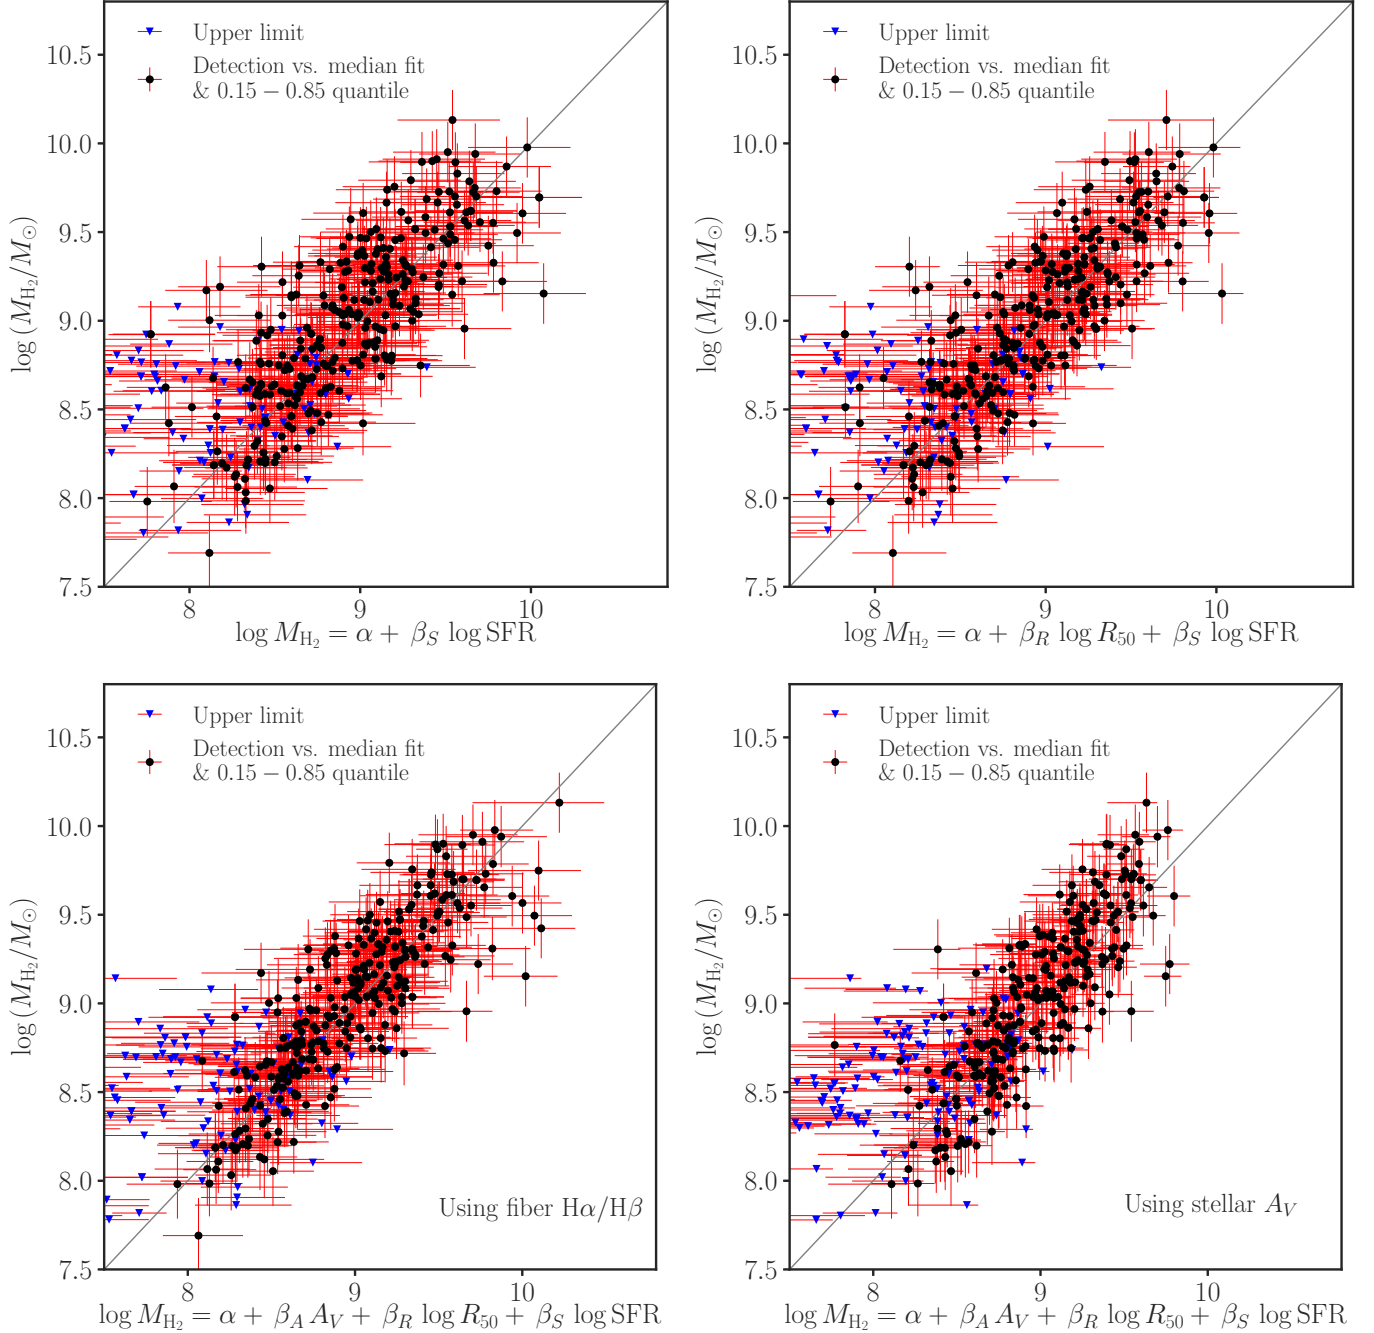 Upper limit
Detection vs. median fit
& 0.15 − 0.85 quantile
10.5
10.0
9.5
9.0
8.5
8.0
7.5
log (M_H₂/M_⊙)
8 9 10
log M_H₂ = α + β_S log SFR
Upper limit
Detection vs. median fit
& 0.15 − 0.85 quantile
10.5
10.0
9.5
9.0
8.5
8.0
7.5
log (M_H₂/M_⊙)
8 9 10
log M_H₂ = α + β_R log R₅₀ + β_S log SFR
Upper limit
Detection vs. median fit
& 0.15 − 0.85 quantile
10.5
10.0
9.5
9.0
8.5
8.0
7.5
log (M_H₂/M_⊙)
Using fiber Hα/Hβ
8 9 10
log M_H₂ = α + β_A A_V + β_R log R₅₀ + β_S log SFR
Upper limit
Detection vs. median fit
& 0.15 − 0.85 quantile
10.5
10.0
9.5
9.0
8.5
8.0
7.5
log (M_H₂/M_⊙)
Using stellar A_V
8 9 10
log M_H₂ = α + β_A A_V + β_R log R₅₀ + β_S log SFR